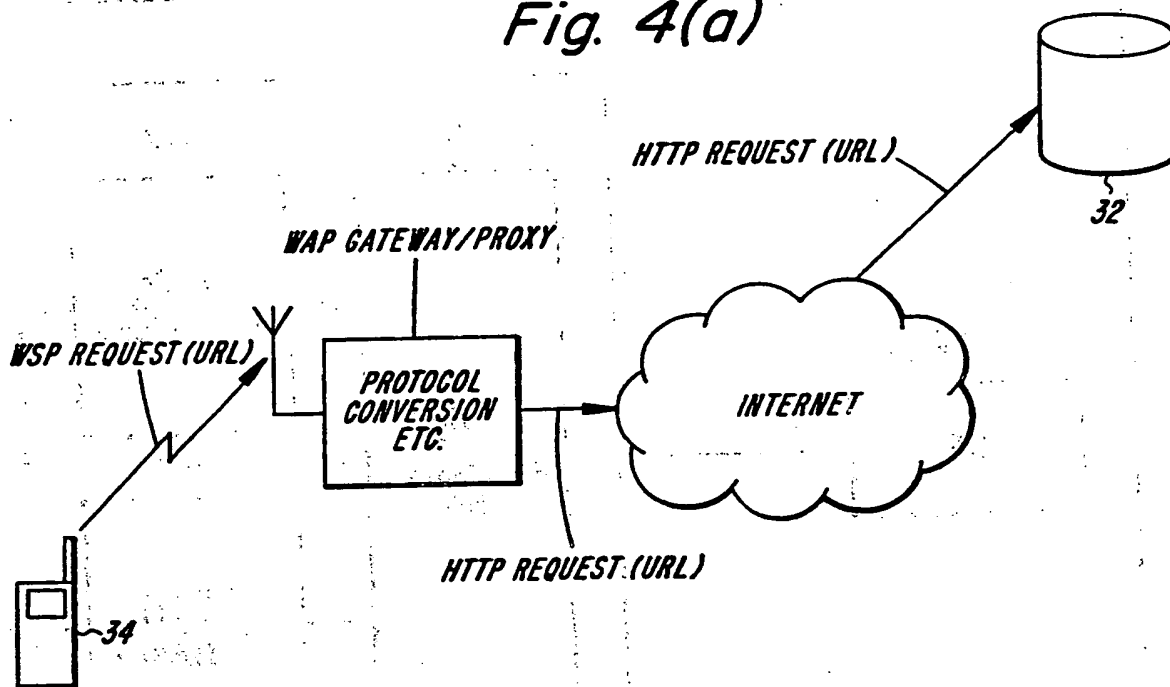 Fig. 4(a)
HTTP REQUEST (URL)
32
WAP GATEWAY/PROXY
WSP REQUEST (URL)
PROTOCOL
CONVERSION
ETC.
INTERNET
HTTP REQUEST (URL)
34